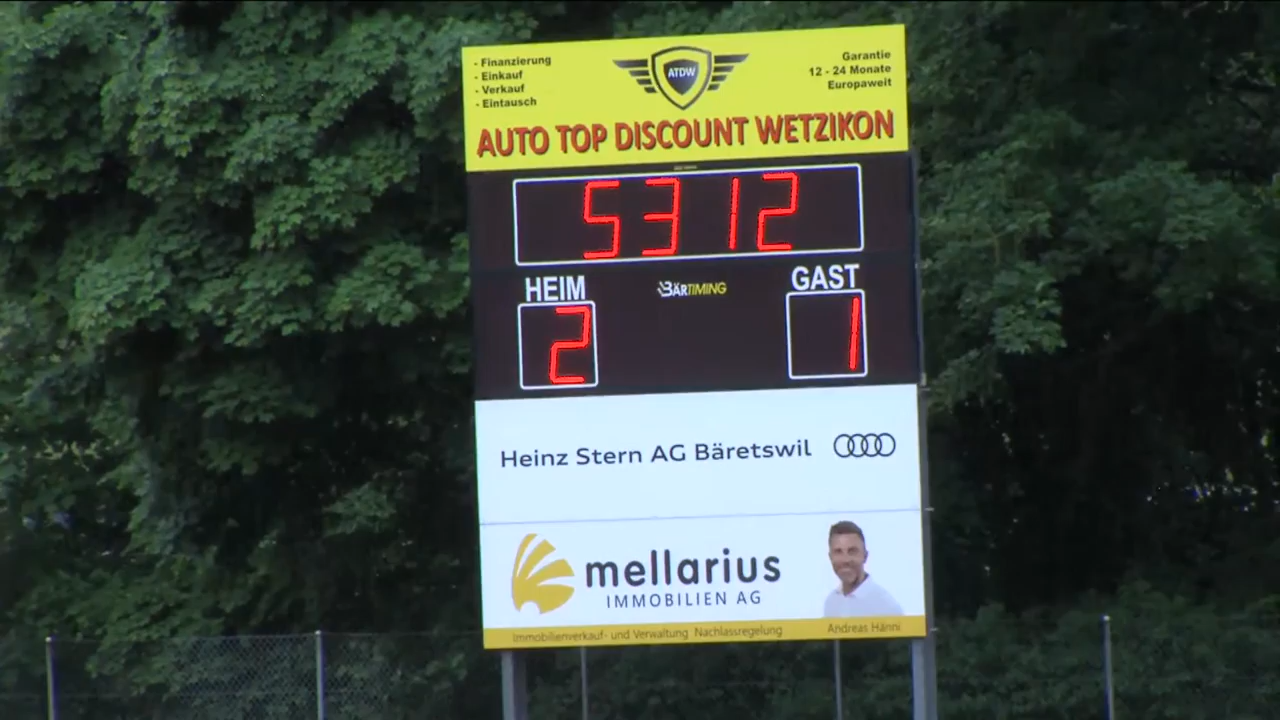 - Finanzierung
- Einkauf
- Verkauf
- Eintausch
ATDW
Garantie
12 - 24 Monate
Europaweit
AUTO TOP DISCOUNT WETZIKON
53 12
HEIM
BÄRTIMING
GAST
2
1
Heinz Stern AG Bäretswil
mellarius
IMMOBILIEN AG
Immobilienverkauf- und Verwaltung Nachlassregelung
Andreas Hänni